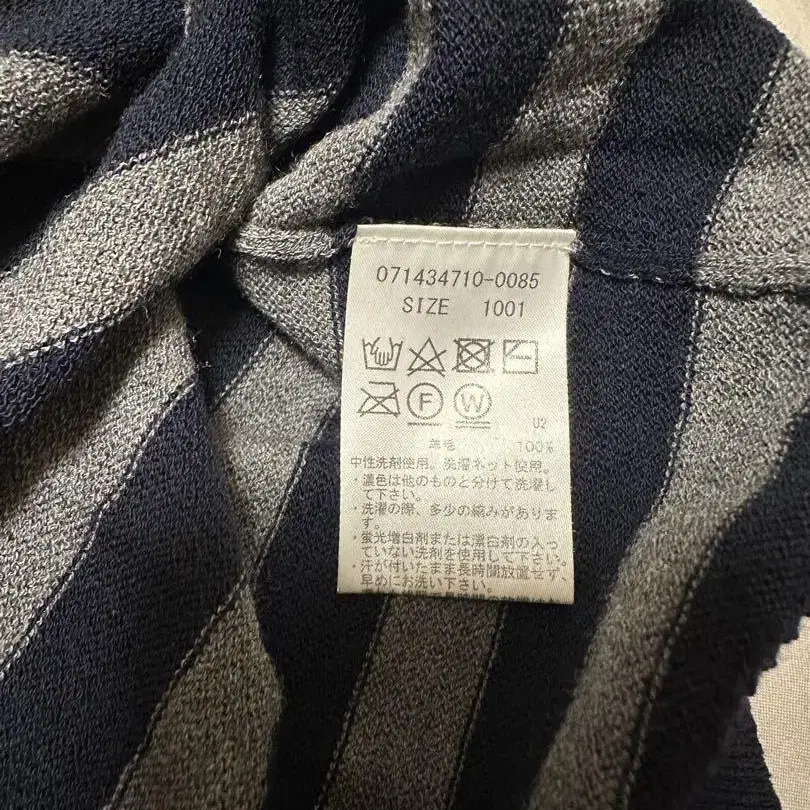 071434710-0085
SIZE 1001
F W
U2
羊毛 100%
中性洗剤使用。洗濯ネット使用。
・濃色は他のものと分けて洗濯し
て下さい。
・洗濯の際、多少の縮みがありま
す。
・蛍光増白剤または漂白剤の入っ
ていない洗剤を使用して下さい。
・汗が付いたまま長時間放置せず、
早めにお洗い下さい。